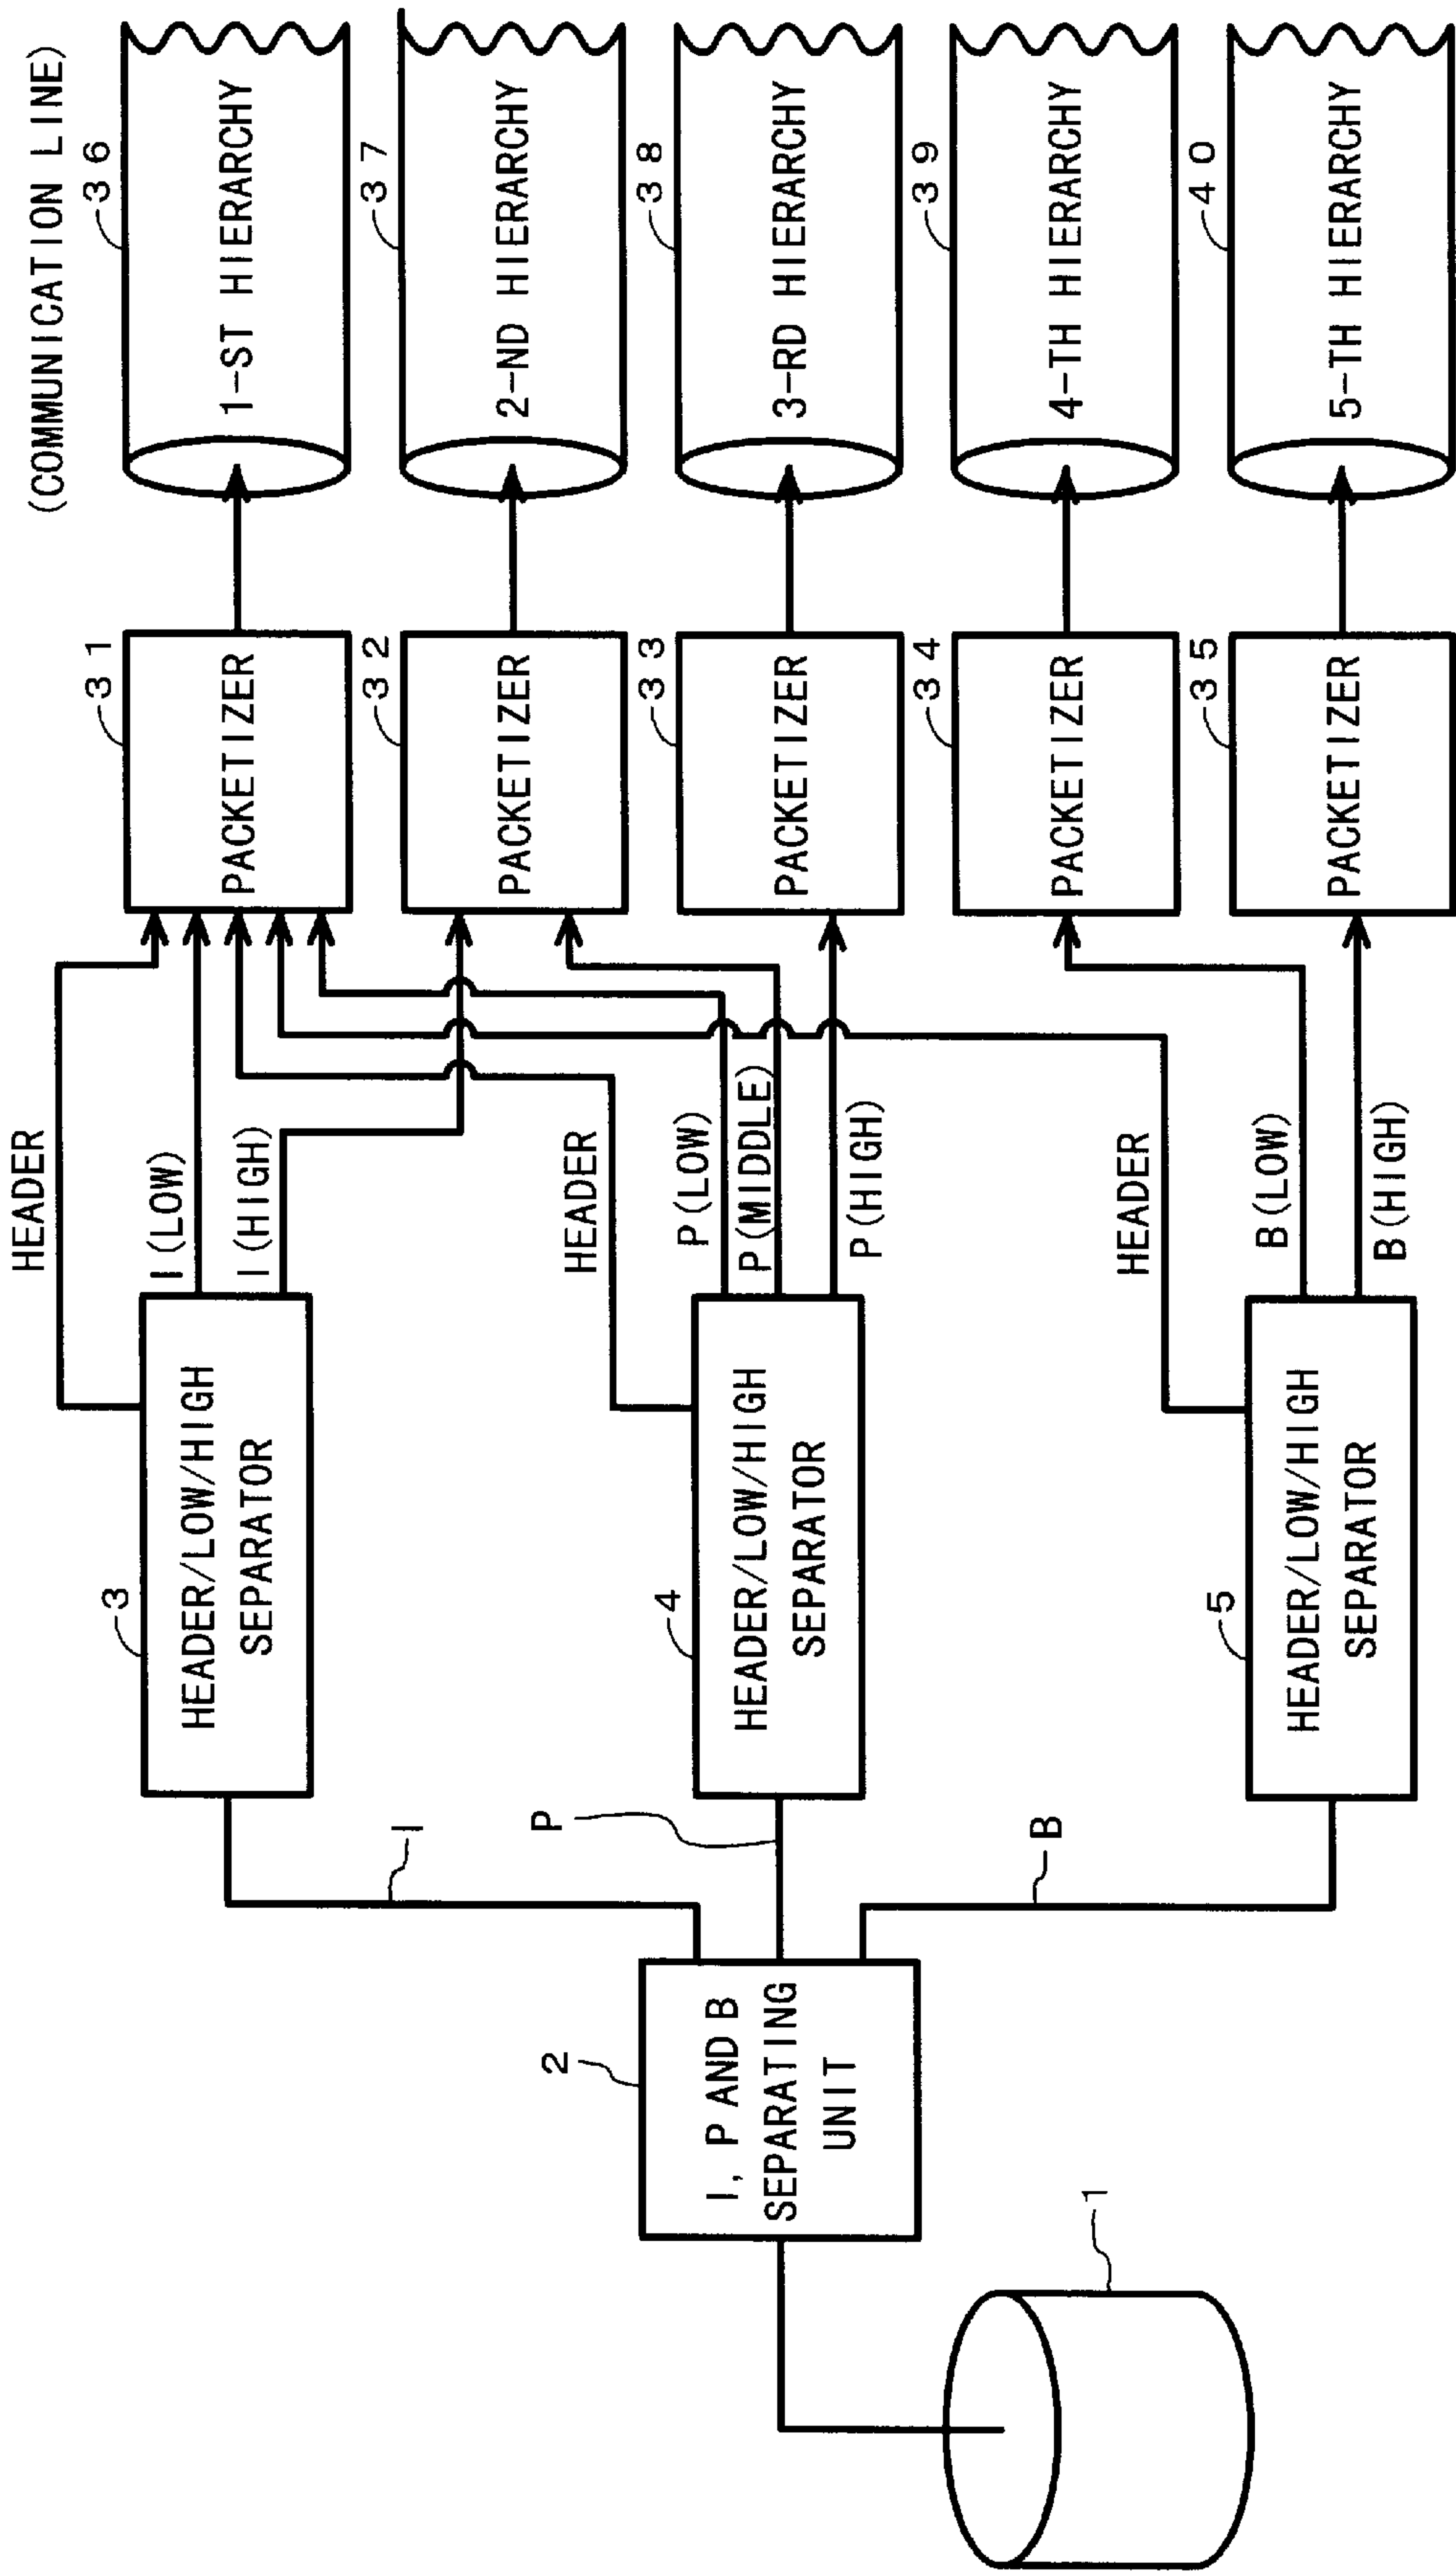 (COMMUNICATION LINE)
36
1-ST HIERARCHY
37
2-ND HIERARCHY
38
3-RD HIERARCHY
39
4-TH HIERARCHY
40
5-TH HIERARCHY
31
PACKETIZER
32
PACKETIZER
33
PACKETIZER
34
PACKETIZER
35
PACKETIZER
HEADER
I(LOW)
I(HIGH)
HEADER
P(LOW)
P(MIDDLE)
P(HIGH)
HEADER
B(LOW)
B(HIGH)
3
HEADER/LOW/HIGH
SEPARATOR
4
HEADER/LOW/HIGH
SEPARATOR
5
HEADER/LOW/HIGH
SEPARATOR
I
P
B
2
I, P AND B
SEPARATING
UNIT
1